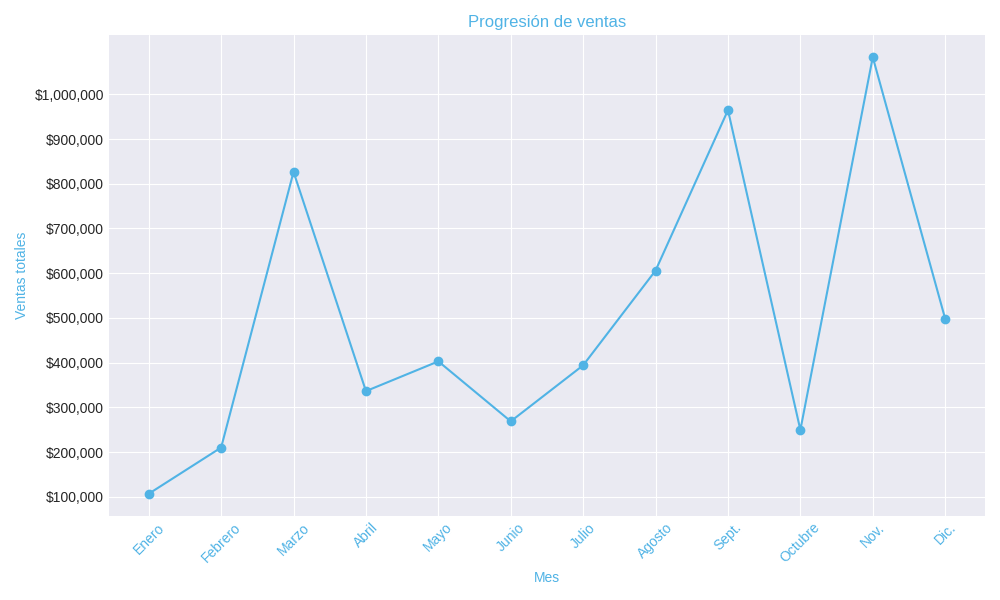 Progresión de ventas
Ventas totales
$1,000,000
$900,000
$800,000
$700,000
$600,000
$500,000
$400,000
$300,000
$200,000
$100,000
Enero
Febrero
Marzo
Abril
Mayo
Junio
Julio
Agosto
Sept.
Octubre
Nov.
Dic.
Mes